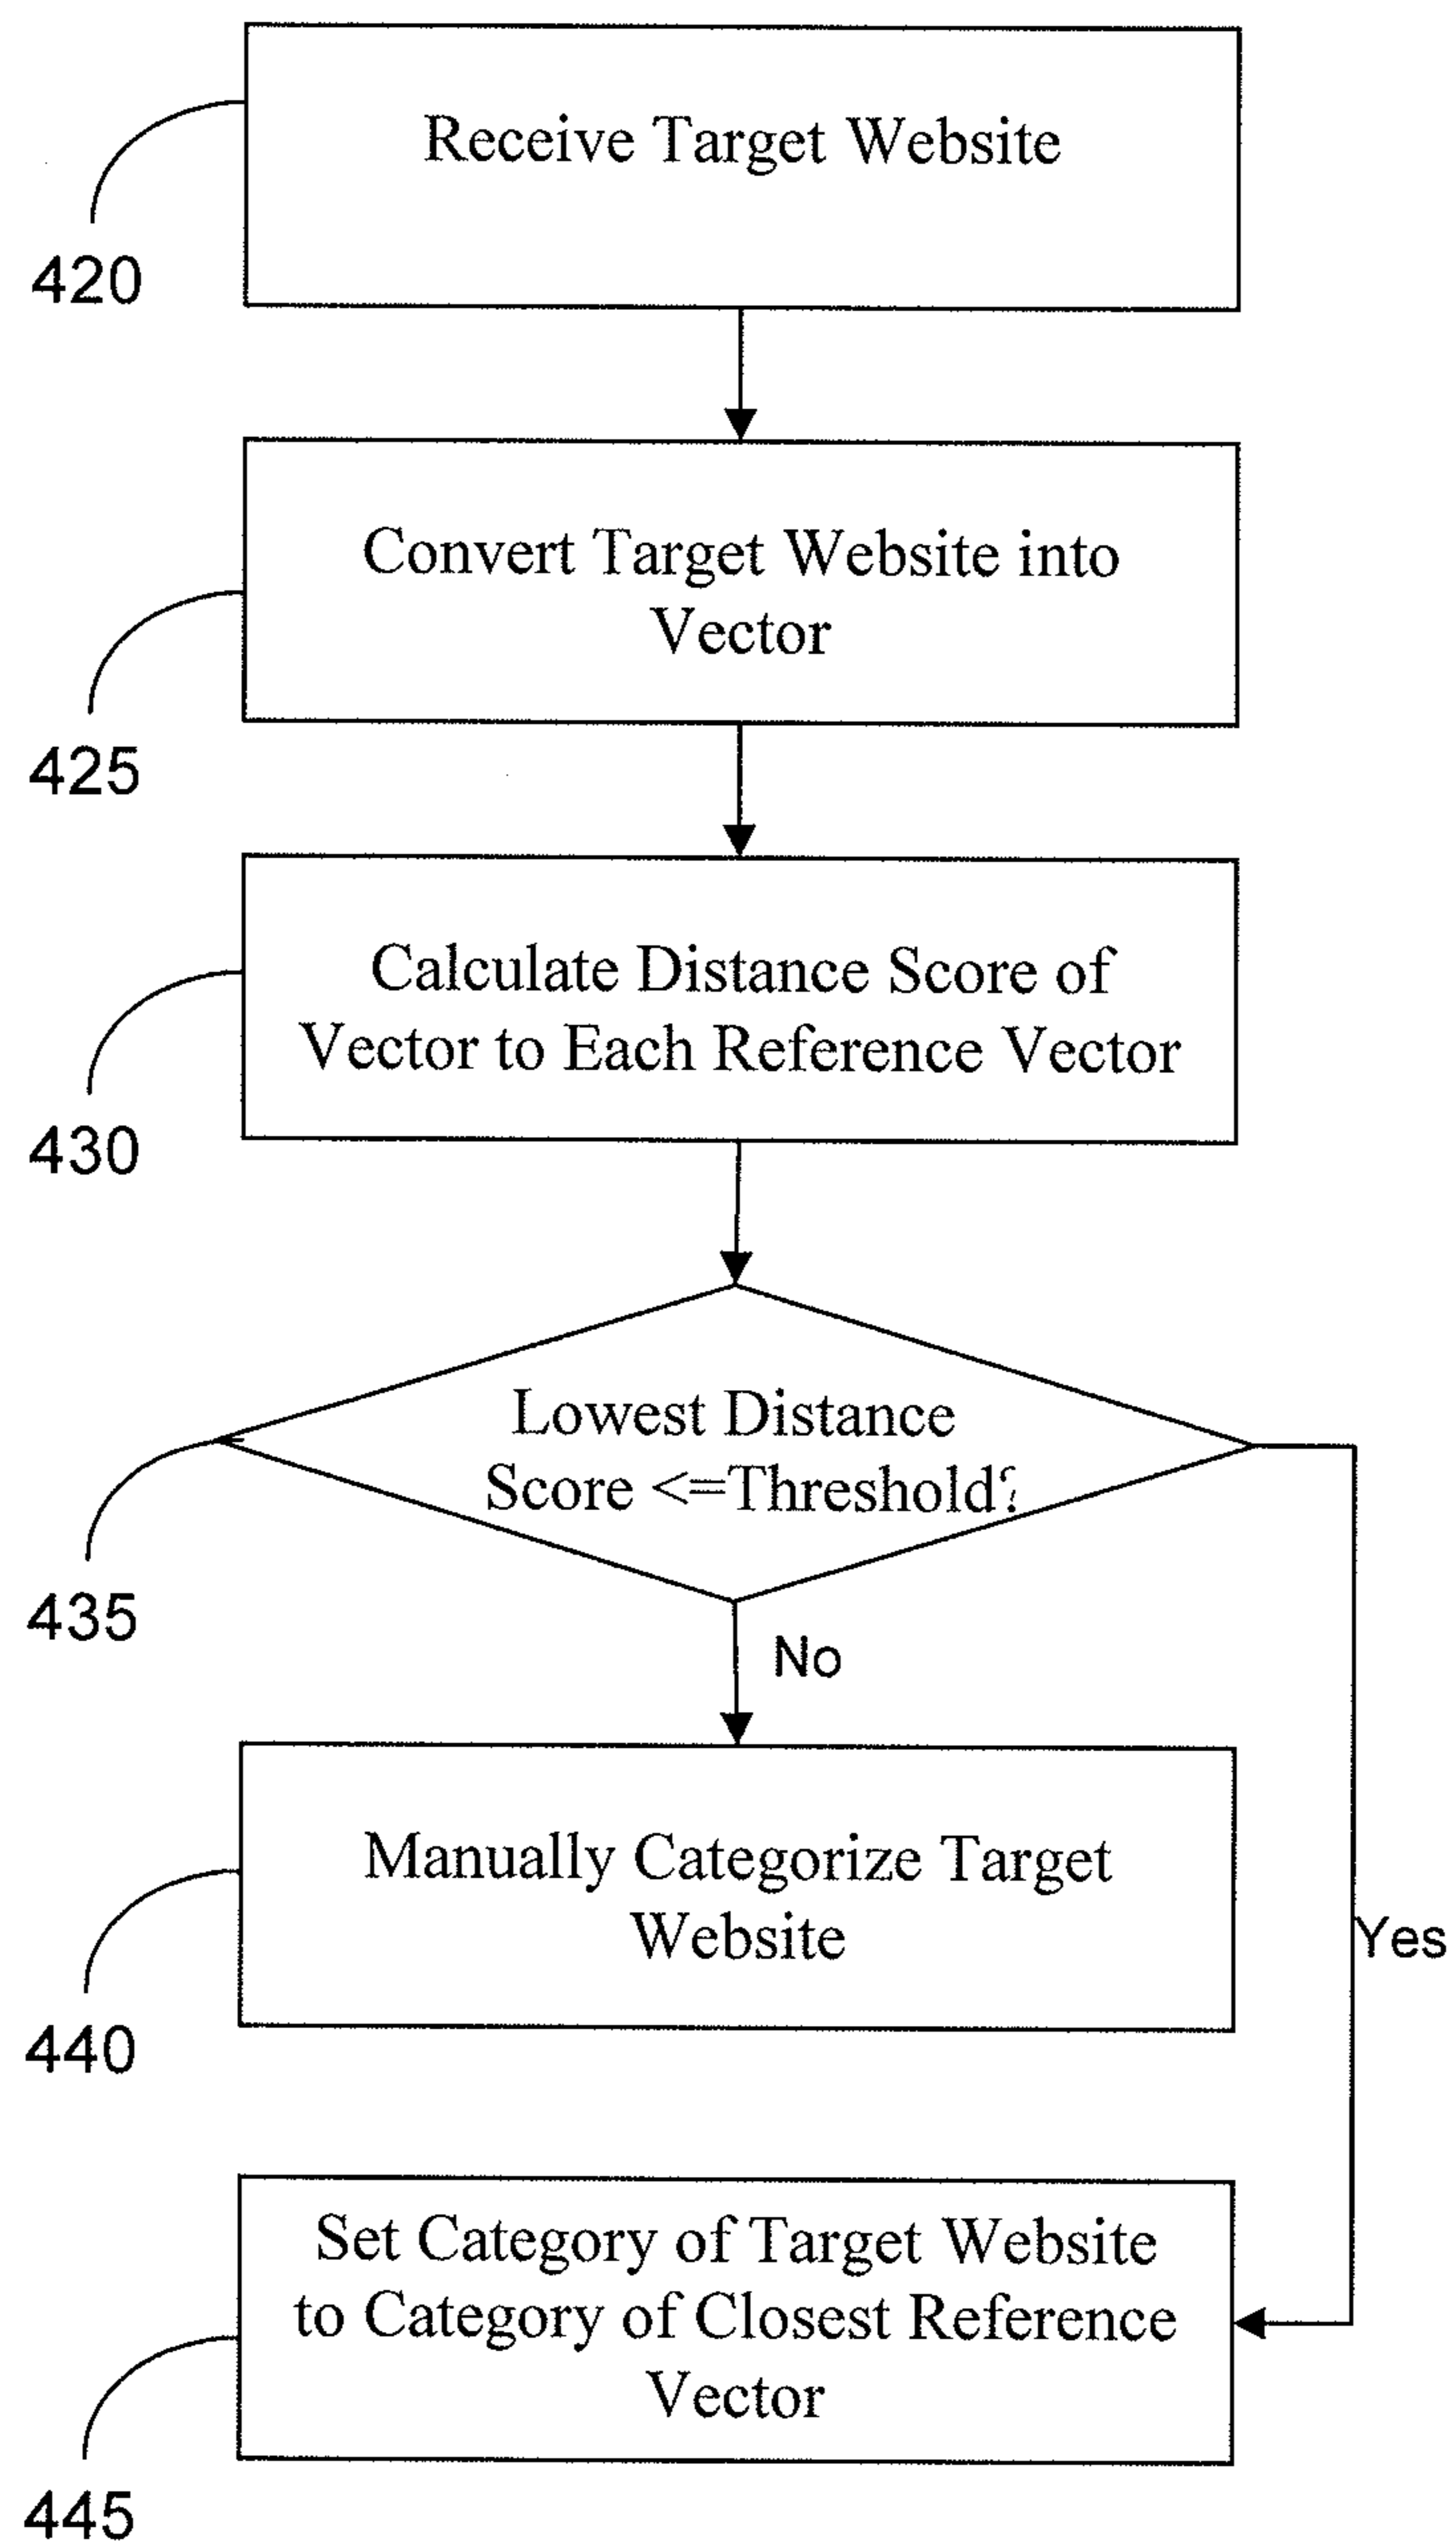 Receive Target Website
420
Convert Target Website into
Vector
425
Calculate Distance Score of
Vector to Each Reference Vector
430
Lowest Distance
Score <=Threshold?
435
No
Manually Categorize Target
Website
Yes
440
Set Category of Target Website
to Category of Closest Reference
Vector
445